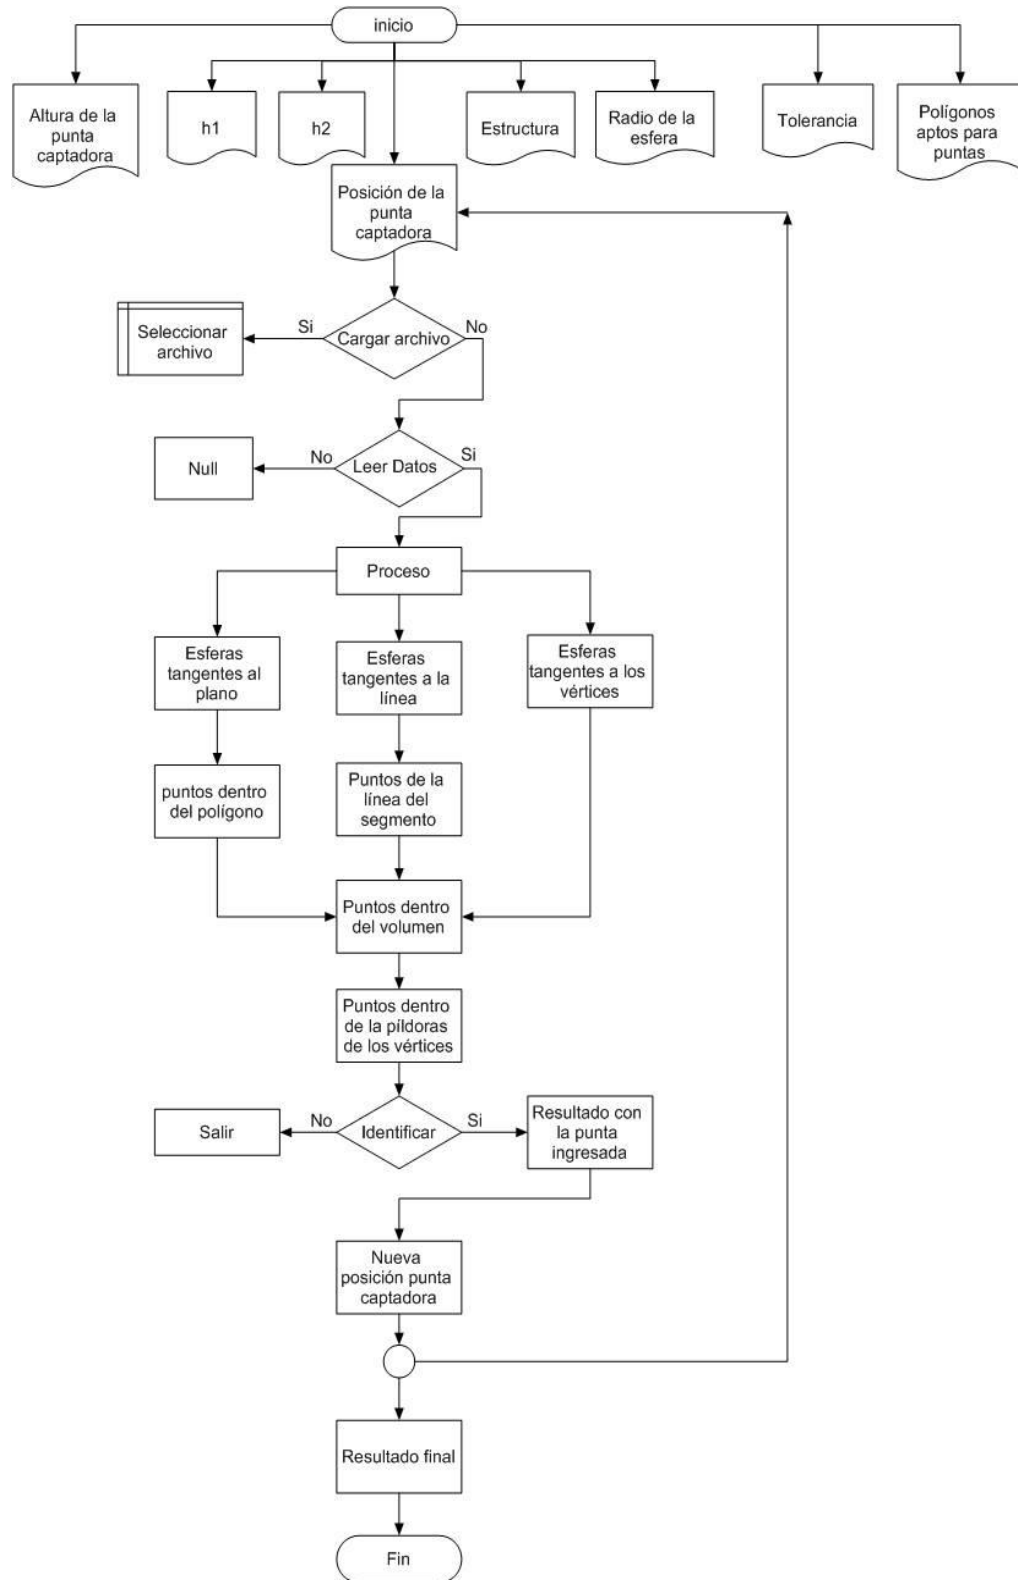 inicio
Altura de la
punta
captadora
h1
h2
Estructura
Radio de la
esfera
Tolerancia
Polígonos
aptos para
puntas
Posición de la
punta
captadora
Cargar archivo
Si
No
Seleccionar
archivo
Leer Datos
No
Si
Null
Proceso
Esferas
tangentes al
plano
Esferas
tangentes a la
línea
Esferas
tangentes a los
vértices
puntos dentro
del polígono
Puntos de la
línea del
segmento
Puntos dentro
del volumen
Puntos dentro
de la píldoras
de los vértices
Identificar
No
Si
Salir
Resultado con
la punta
ingresada
Nueva
posición punta
captadora
Resultado final
Fin